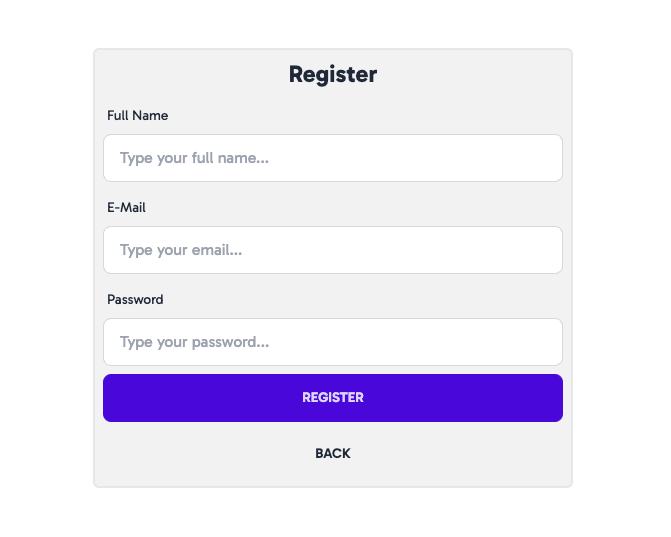 Register
Full Name
Type your full name...
E-Mail
Type your email...
Password
Type your password...
REGISTER
BACK